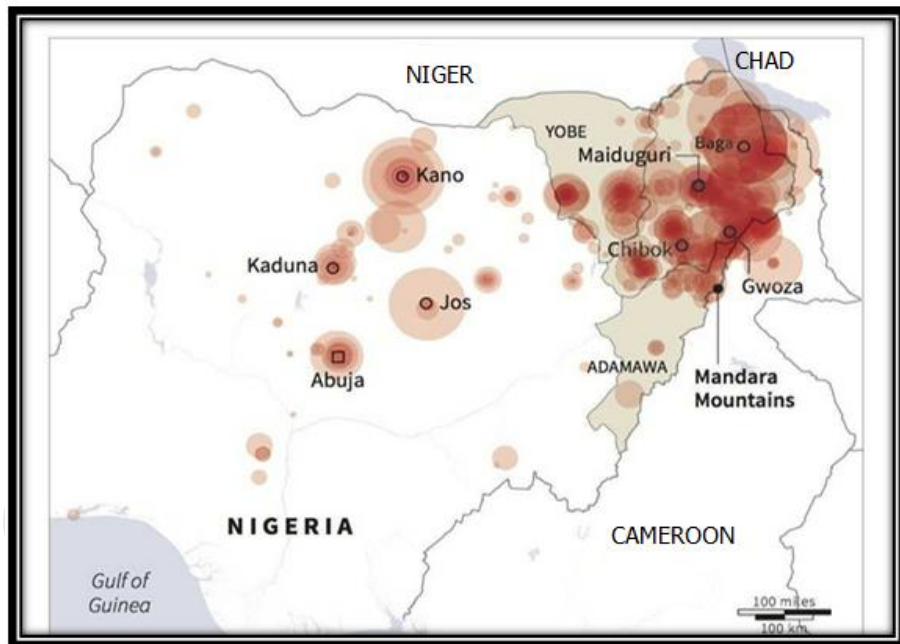 CHAD
NIGER
YOBE
Baga
Maiduguri
Kano
Chibok
Kaduna
Gwoza
Jos
ADAMAWA
Abuja
Mandara
Mountains
NIGERIA
CAMEROON
Gulf of
Guinea
100 miles
100 km